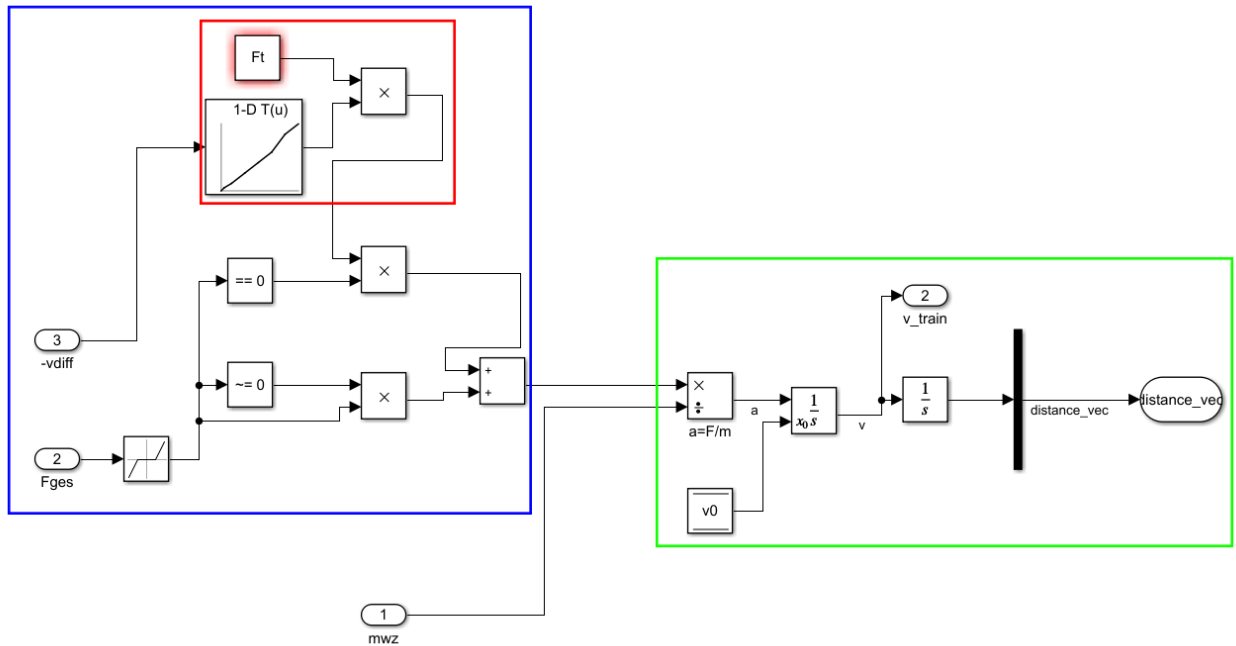 Ft
×
1-D T(u)
== 0
×
3
-vdiff
~= 0
×
+
+
2
Fges
×
÷
a=F/m
a
1
s
x₀
v
2
v_train
1
s
distance_vec
distance_vec
v0
1
mwz